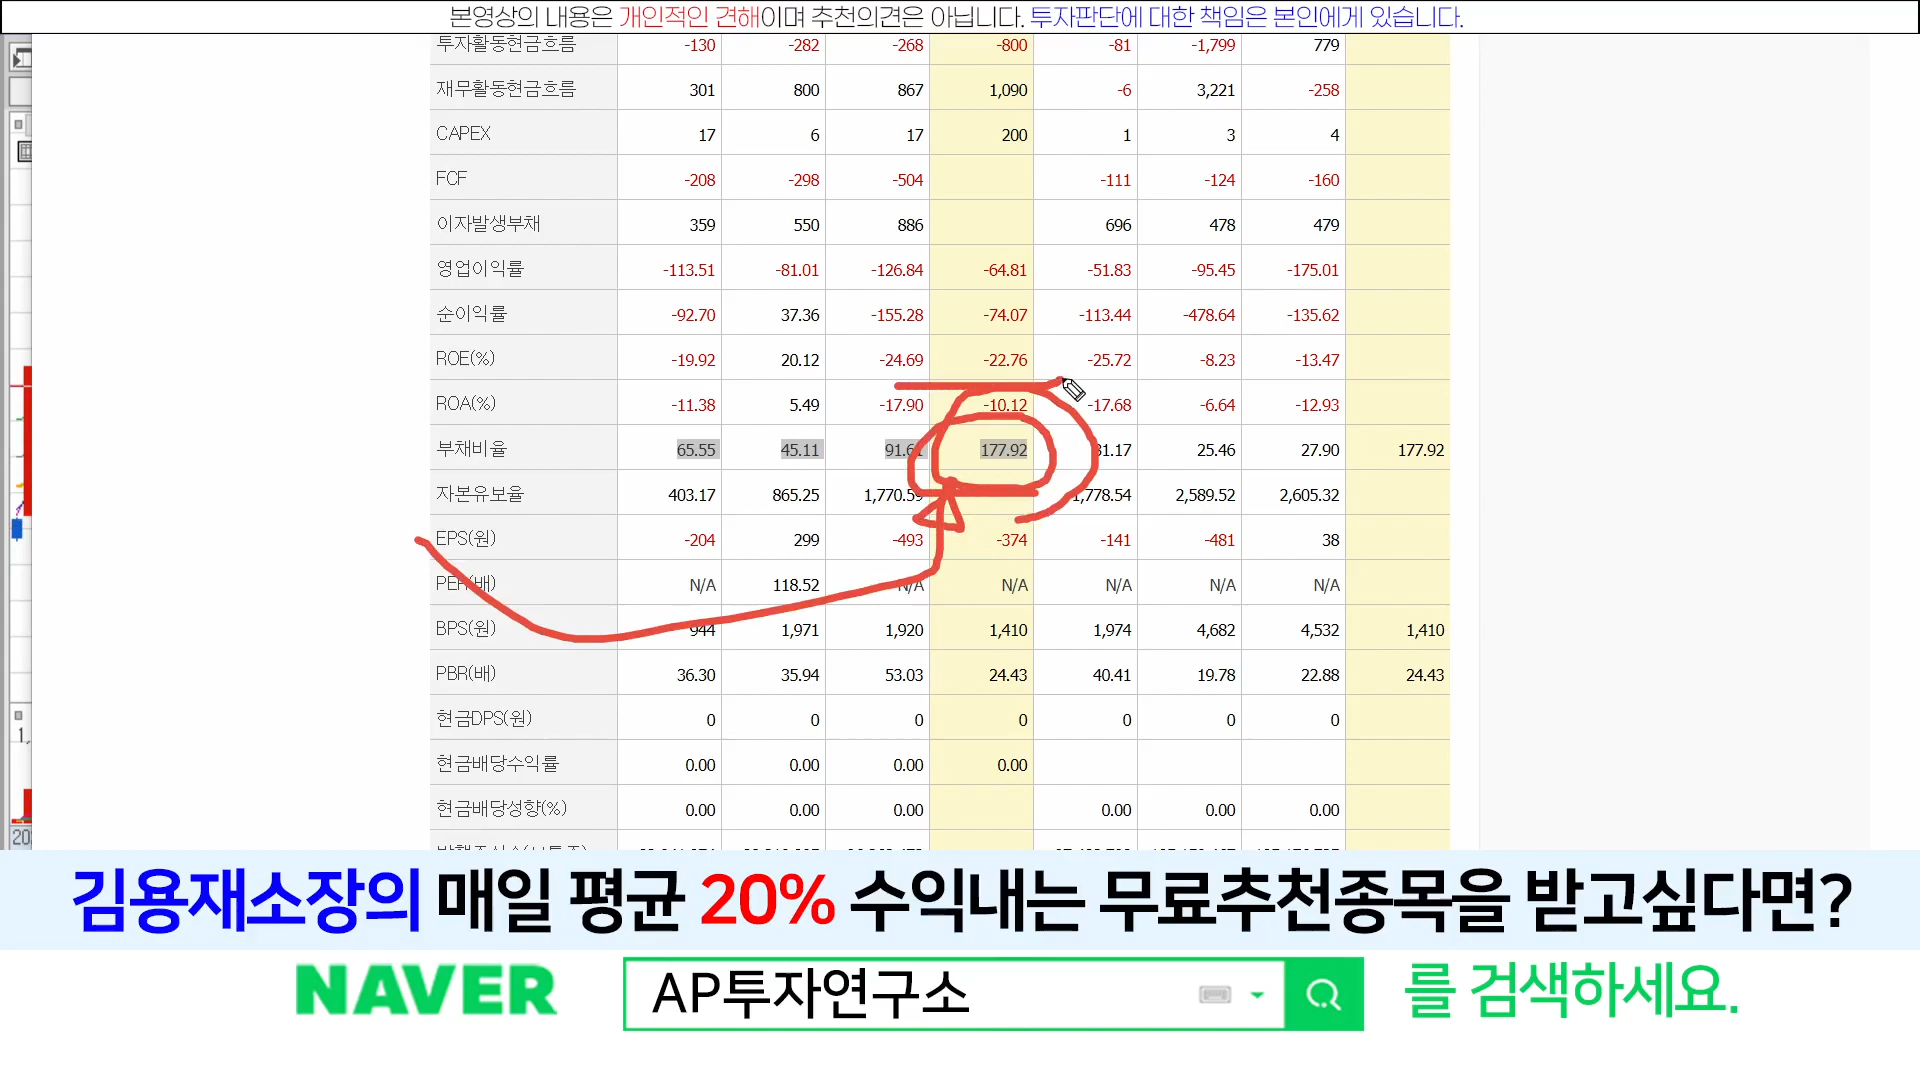 본영상의 내용은 개인적인 견해이며 추천의견은 아닙니다. 투자판단에 대한 책임은 본인에게 있습니다.
투자활동현금흐름 -130 -282 -268 -800 -81 -1,799 779
재무활동현금흐름 301 800 867 1,090 -6 3,221 -258
CAPEX 17 6 17 200 1 3 4
FCF -208 -298 -504 -111 -124 -160
이자발생부채 359 550 886 696 478 479
영업이익률 -113.51 -81.01 -126.84 -64.81 -51.83 -95.45 -175.01
순이익률 -92.70 37.36 -155.28 -74.07 -113.44 -478.64 -135.62
ROE(%) -19.92 20.12 -24.69 -22.76 -25.72 -8.23 -13.47
ROA(%) -11.38 5.49 -17.90 -10.12 -17.68 -6.64 -12.93
부채비율 65.55 45.11 91.61 177.92 31.17 25.46 27.90 177.92
자본유보율 403.17 865.25 1,770.59 1,778.54 2,589.52 2,605.32
EPS(원) -204 299 -493 -374 -141 -481 38
PER(배) N/A 118.52 N/A N/A N/A N/A N/A
BPS(원) 944 1,971 1,920 1,410 1,974 4,682 4,532 1,410
PBR(배) 36.30 35.94 53.03 24.43 40.41 19.78 22.88 24.43
현금DPS(원) 0 0 0 0 0 0 0
현금배당수익률 0.00 0.00 0.00 0.00
현금배당성향(%) 0.00 0.00 0.00 0.00 0.00 0.00
김용재소장의 매일 평균 20% 수익내는 무료추천종목을 받고싶다면?
NAVER AP투자연구소 를 검색하세요.